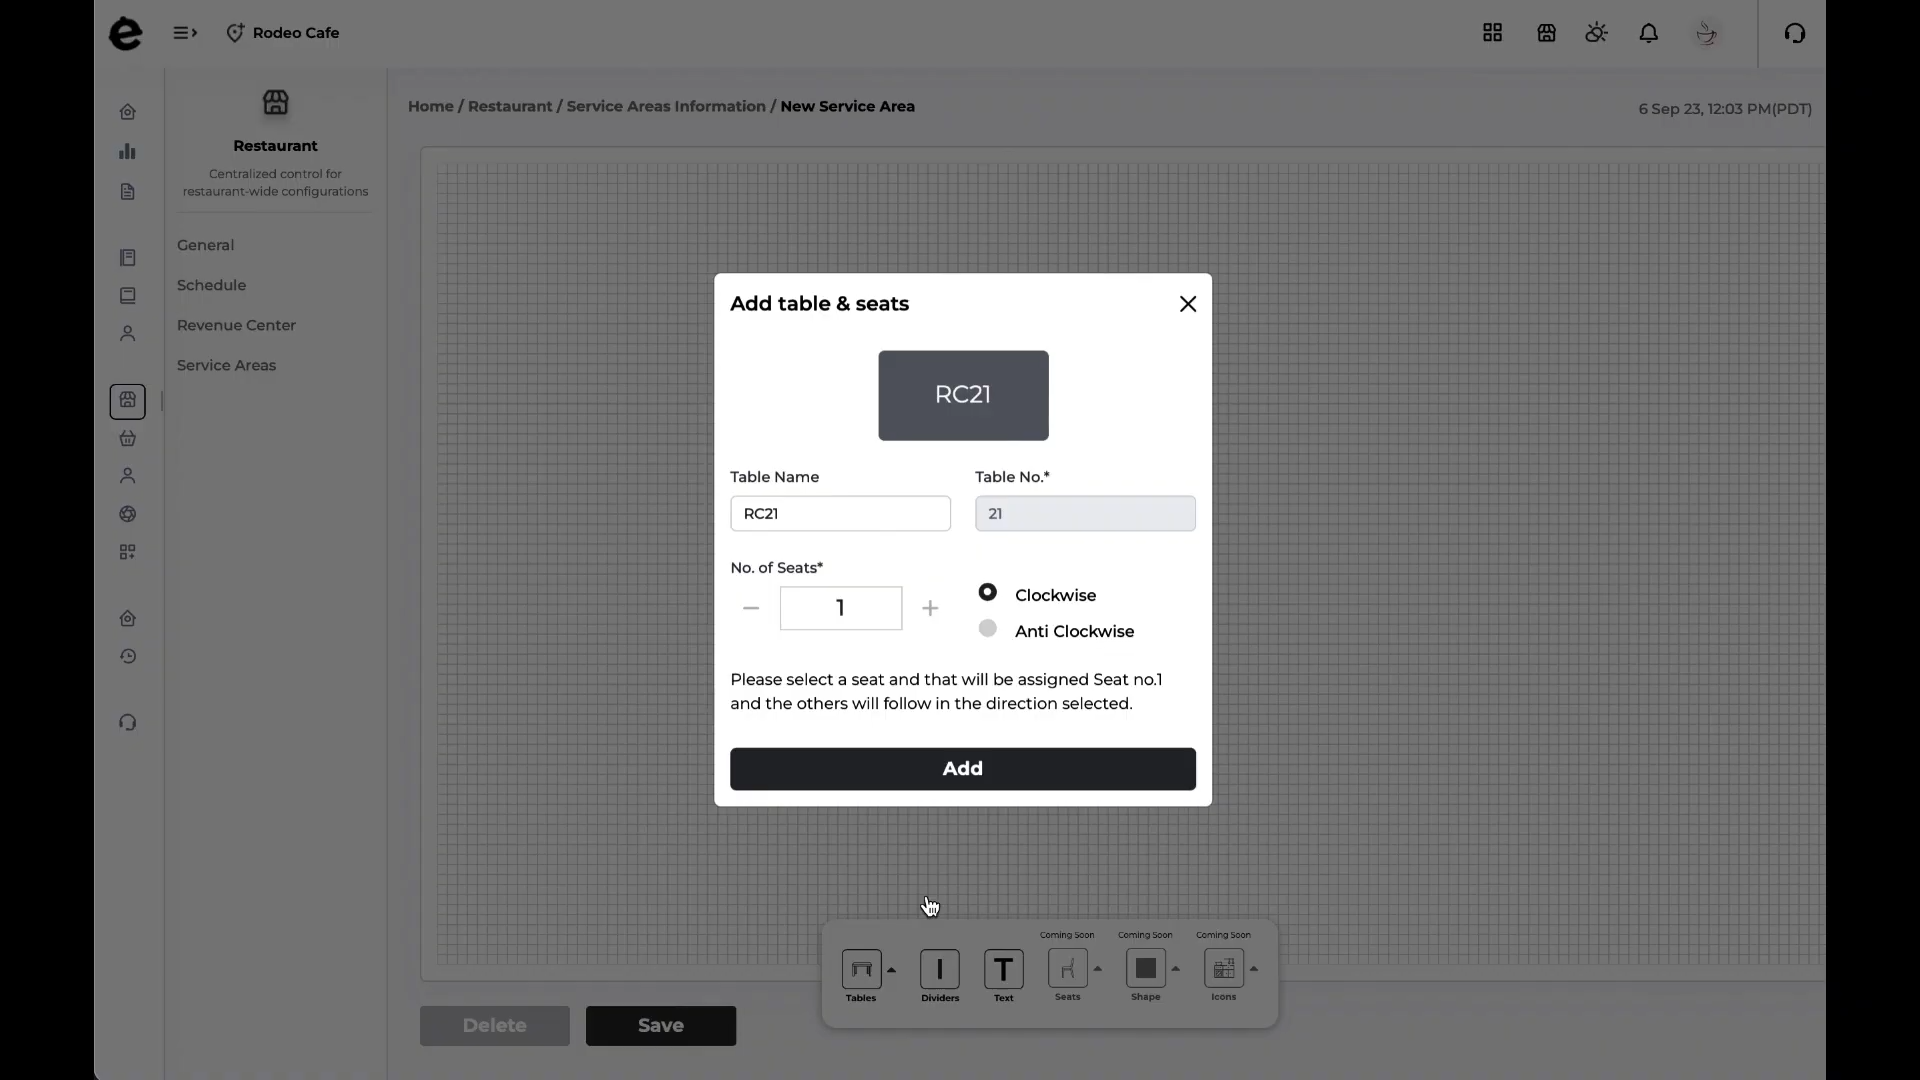 Rodeo Cafe
Home / Restaurant / Service Areas Information / New Service Area
6 Sep 23, 12:03 PM(PDT)
Restaurant
Centralized control for
restaurant-wide configurations
General
Schedule
Revenue Center
Service Areas
Add table & seats
RC21
Table Name
Table No.*
RC21
21
No. of Seats*
1
Clockwise
Anti Clockwise
Please select a seat and that will be assigned Seat no.1
and the others will follow in the direction selected.
Add
Coming Soon
Coming Soon
Coming Soon
T
Tables
Dividers
Text
Seats
Shape
Icons
Delete
Save